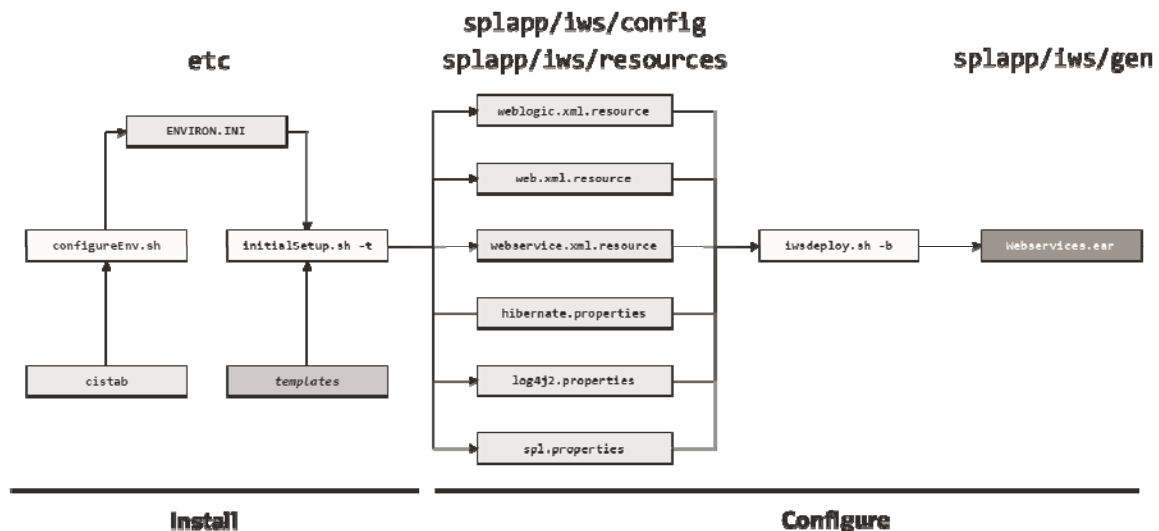 splapp/iws/config
etc
splapp/iws/resources
splapp/iws/gen
weblogic.xml.resource
ENVIRON.INI
web.xml.resource
configureEnv.sh
initialSetup.sh -t
webservice.xml.resource
iwsdeploy.sh -b
Webservices.ear
hibernate.properties
cistab
templates
log4j2.properties
spl.properties
Install
Configure